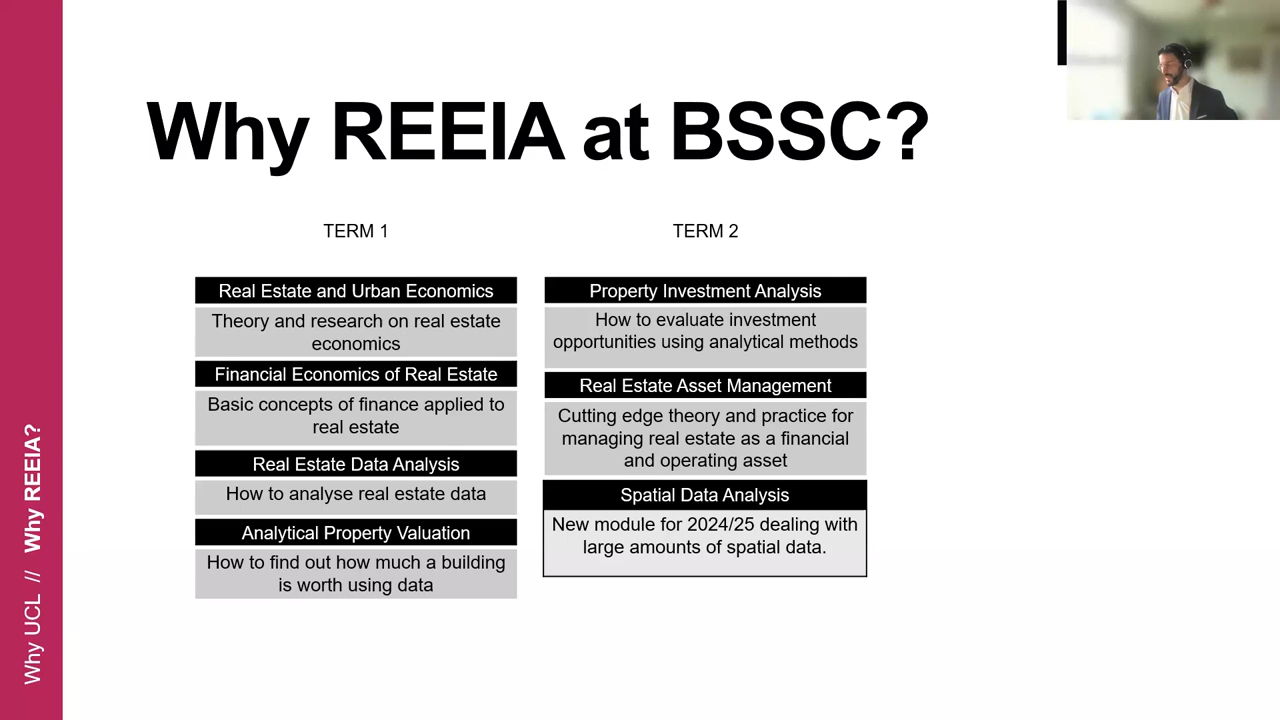 Why REEIA at BSSC?
TERM 1
Real Estate and Urban Economics
Theory and research on real estate
economics
Financial Economics of Real Estate
Basic concepts of finance applied to
real estate
Real Estate Data Analysis
How to analyse real estate data
Analytical Property Valuation
How to find out how much a building
is worth using data
TERM 2
Property Investment Analysis
How to evaluate investment
opportunities using analytical methods
Real Estate Asset Management
Cutting edge theory and practice for
managing real estate as a financial
and operating asset
Spatial Data Analysis
New module for 2024/25 dealing with
large amounts of spatial data.
Why UCL // Why REEIA?